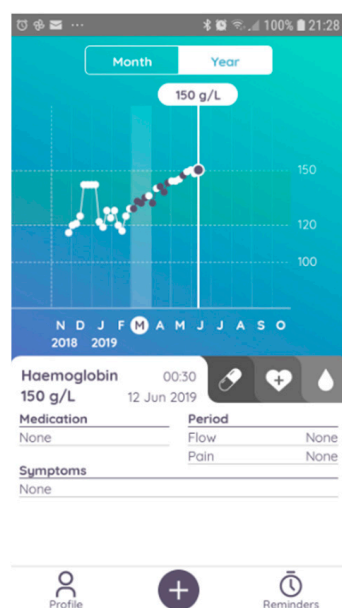 100% 21:28
Month Year
150 g/L
150
120
100
N D J F M A M J J A S O
2018 2019
Haemoglobin 00:30
150 g/L 12 Jun 2019
Medication Period
None Flow None
Pain None
Symptoms
None
Profile + Reminders